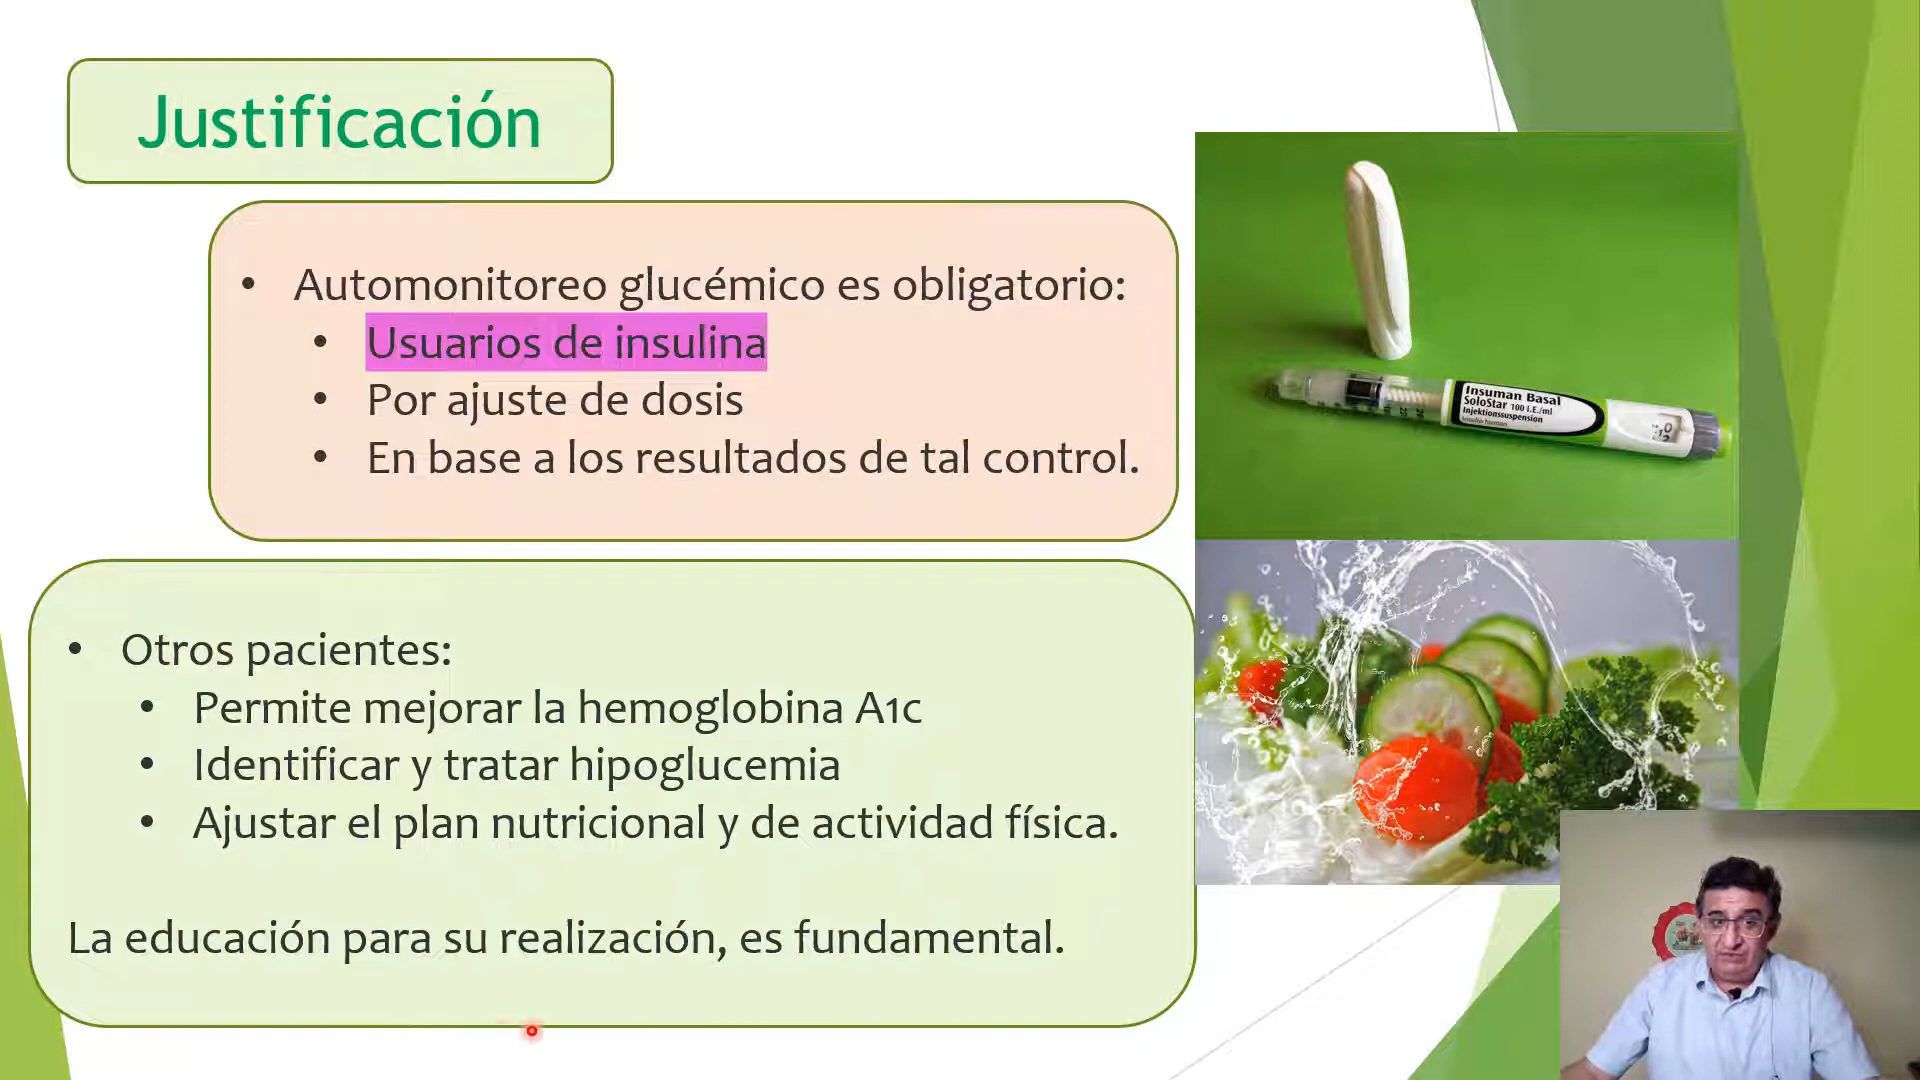 Justificación
• Automonitoreo glucémico es obligatorio:
• Usuarios de insulina
• Por ajuste de dosis
• En base a los resultados de tal control.
Insuman Basal
SoloStar 100 I.E./ml
Injektionssuspension
• Otros pacientes:
• Permite mejorar la hemoglobina A1c
• Identificar y tratar hipoglucemia
• Ajustar el plan nutricional y de actividad física.
La educación para su realización, es fundamental.